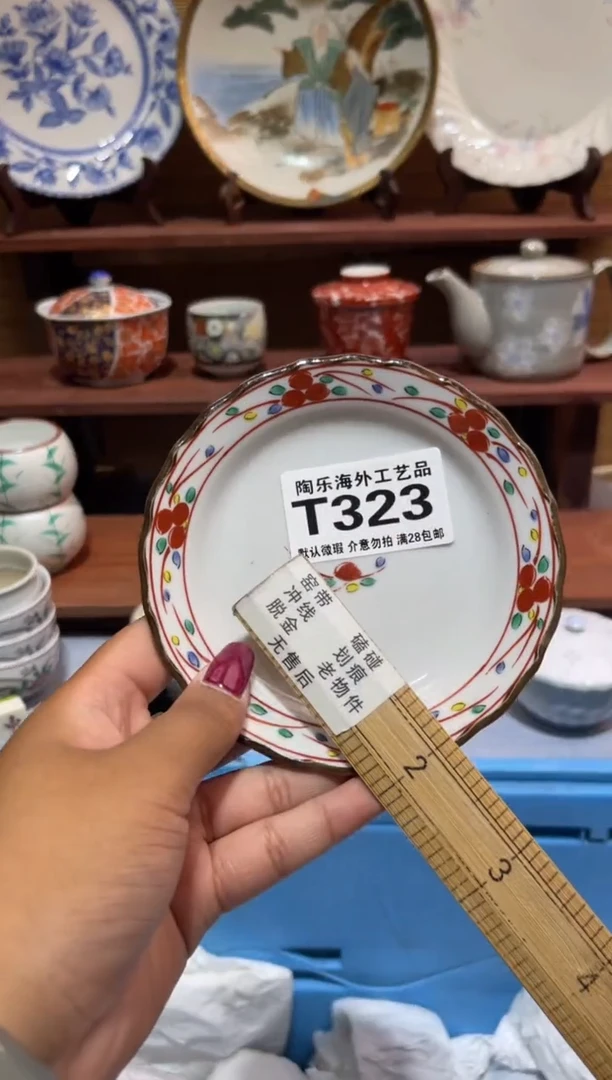 陶乐海外工艺品
T323
默认微瑕 介意勿拍 满28包邮
窑带 磕碰
冲线 划痕
脱金 老物件
无售后
2
3
4